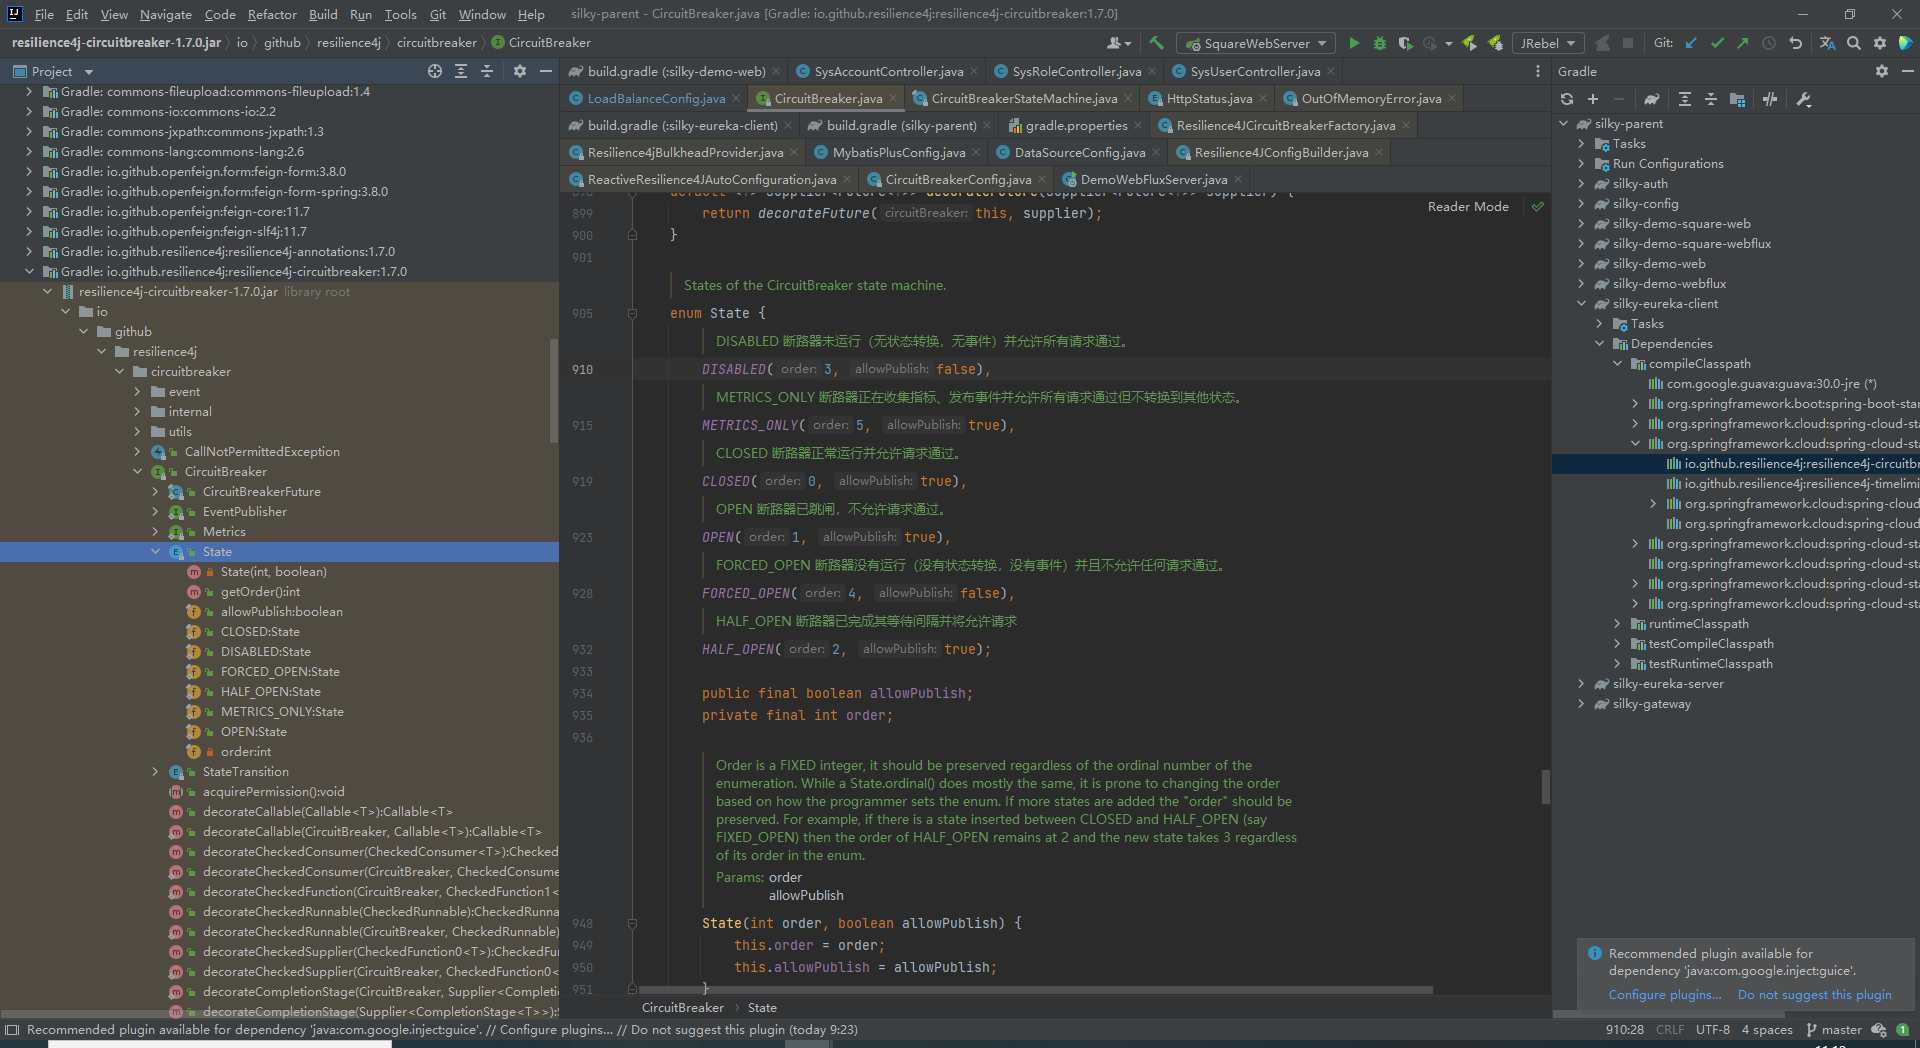 File Edit View Navigate Code Refactor Build Run Tools Git Window Help silky-parent - CircuitBreaker.java [Gradle: io.github.resilience4j:resilience4j-circuitbreaker:1.7.0]
resilience4j-circuitbreaker-1.7.0.jar io github resilience4j circuitbreaker CircuitBreaker SquareWebServer JRebel Git:
Project
Gradle: commons-fileupload:commons-fileupload:1.4
Gradle: commons-io:commons-io:2.2
Gradle: commons-jxpath:commons-jxpath:1.3
Gradle: commons-lang:commons-lang:2.6
Gradle: io.github.openfeign.form:feign-form:3.8.0
Gradle: io.github.openfeign.form:feign-form-spring:3.8.0
Gradle: io.github.openfeign:feign-core:11.7
Gradle: io.github.openfeign:feign-slf4j:11.7
Gradle: io.github.resilience4j:resilience4j-annotations:1.7.0
Gradle: io.github.resilience4j:resilience4j-circuitbreaker:1.7.0
resilience4j-circuitbreaker-1.7.0.jar library root
io
github
resilience4j
circuitbreaker
event
internal
utils
CallNotPermittedException
CircuitBreaker
CircuitBreakerFuture
EventPublisher
Metrics
State
State(int, boolean)
getOrder():int
allowPublish:boolean
CLOSED:State
DISABLED:State
FORCED_OPEN:State
HALF_OPEN:State
METRICS_ONLY:State
OPEN:State
order:int
StateTransition
acquirePermission():void
decorateCallable(Callable<T>):Callable<T>
decorateCallable(CircuitBreaker, Callable<T>):Callable<T>
decorateCheckedConsumer(CheckedConsumer<T>):Checked
decorateCheckedConsumer(CircuitBreaker, CheckedConsume
decorateCheckedFunction(CircuitBreaker, CheckedFunction1<
decorateCheckedRunnable(CheckedRunnable):CheckedRunna
decorateCheckedRunnable(CircuitBreaker, CheckedRunnable)
decorateCheckedSupplier(CheckedFunction0<T>):CheckedFu
decorateCheckedSupplier(CircuitBreaker, CheckedFunction0<
decorateCompletionStage(CircuitBreaker, Supplier<Completi
decorateCompletionStage(Supplier<CompletionStage<T>>):S
build.gradle (:silky-demo-web) SysAccountController.java SysRoleController.java SysUserController.java
LoadBalanceConfig.java CircuitBreaker.java CircuitBreakerStateMachine.java HttpStatus.java OutOfMemoryError.java
build.gradle (:silky-eureka-client) build.gradle (silky-parent) gradle.properties Resilience4JCircuitBreakerFactory.java
Resilience4jBulkheadProvider.java MybatisPlusConfig.java DataSourceConfig.java Resilience4JConfigBuilder.java
ReactiveResilience4JAutoConfiguration.java CircuitBreakerConfig.java DemoWebFluxServer.java
Reader Mode
899 return decorateFuture( circuitBreaker: this, supplier);
900 }
901
States of the CircuitBreaker state machine.
905 enum State {
DISABLED 断路器未运行（无状态转换，无事件）并允许所有请求通过。
910 DISABLED( order: 3, allowPublish: false),
METRICS_ONLY 断路器正在收集指标、发布事件并允许所有请求通过但不转换到其他状态。
915 METRICS_ONLY( order: 5, allowPublish: true),
CLOSED 断路器正常运行并允许请求通过。
919 CLOSED( order: 0, allowPublish: true),
OPEN 断路器已跳闸，不允许请求通过。
923 OPEN( order: 1, allowPublish: true),
FORCED_OPEN 断路器没有运行（没有状态转换，没有事件）并且不允许任何请求通过。
928 FORCED_OPEN( order: 4, allowPublish: false),
HALF_OPEN 断路器已完成其等待间隔并将允许请求
932 HALF_OPEN( order: 2, allowPublish: true);
933
934 public final boolean allowPublish;
935 private final int order;
936
Order is a FIXED integer, it should be preserved regardless of the ordinal number of the
enumeration. While a State.ordinal() does mostly the same, it is prone to changing the order
based on how the programmer sets the enum. If more states are added the "order" should be
preserved. For example, if there is a state inserted between CLOSED and HALF_OPEN (say
FIXED_OPEN) then the order of HALF_OPEN remains at 2 and the new state takes 3 regardless
of its order in the enum.
Params: order
allowPublish
948 State(int order, boolean allowPublish) {
949 this.order = order;
950 this.allowPublish = allowPublish;
951 }
CircuitBreaker State
Gradle
silky-parent
Tasks
Run Configurations
silky-auth
silky-config
silky-demo-square-web
silky-demo-square-webflux
silky-demo-web
silky-demo-webflux
silky-eureka-client
Tasks
Dependencies
compileClasspath
com.google.guava:guava:30.0-jre (*)
org.springframework.boot:spring-boot-star
org.springframework.cloud:spring-cloud-sta
org.springframework.cloud:spring-cloud-sta
io.github.resilience4j:resilience4j-circuitb
io.github.resilience4j:resilience4j-timelimi
org.springframework.cloud:spring-cloud
org.springframework.cloud:spring-cloud
org.springframework.cloud:spring-cloud-sta
org.springframework.cloud:spring-cloud-sta
org.springframework.cloud:spring-cloud-sta
org.springframework.cloud:spring-cloud-sta
runtimeClasspath
testCompileClasspath
testRuntimeClasspath
silky-eureka-server
silky-gateway
Recommended plugin available for
dependency 'java:com.google.inject:guice'.
Configure plugins... Do not suggest this plugin
Recommended plugin available for dependency 'java:com.google.inject:guice'. // Configure plugins... // Do not suggest this plugin (today 9:23) 910:28 CRLF UTF-8 4 spaces master 1